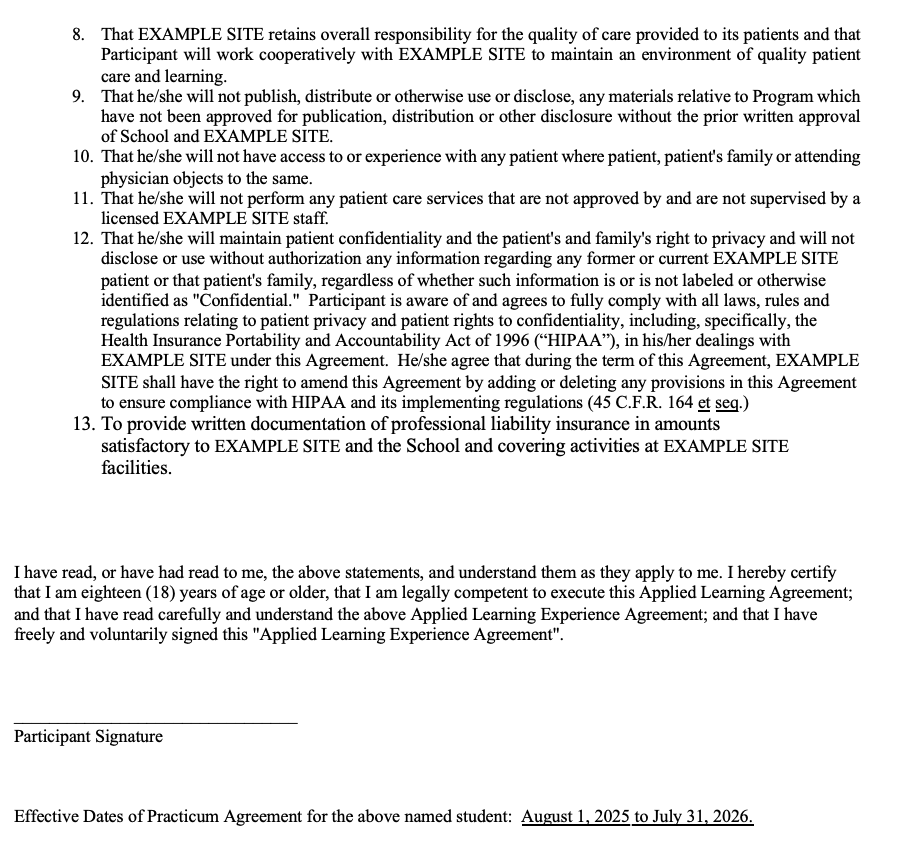 8. That EXAMPLE SITE retains overall responsibility for the quality of care provided to its patients and that
Participant will work cooperatively with EXAMPLE SITE to maintain an environment of quality patient
care and learning.
9. That he/she will not publish, distribute or otherwise use or disclose, any materials relative to Program which
have not been approved for publication, distribution or other disclosure without the prior written approval
of School and EXAMPLE SITE.
10. That he/she will not have access to or experience with any patient where patient, patient's family or attending
physician objects to the same.
11. That he/she will not perform any patient care services that are not approved by and are not supervised by a
licensed EXAMPLE SITE staff.
12. That he/she will maintain patient confidentiality and the patient's and family's right to privacy and will not
disclose or use without authorization any information regarding any former or current EXAMPLE SITE
patient or that patient's family, regardless of whether such information is or is not labeled or otherwise
identified as "Confidential." Participant is aware of and agrees to fully comply with all laws, rules and
regulations relating to patient privacy and patient rights to confidentiality, including, specifically, the
Health Insurance Portability and Accountability Act of 1996 (“HIPAA”), in his/her dealings with
EXAMPLE SITE under this Agreement. He/she agree that during the term of this Agreement, EXAMPLE
SITE shall have the right to amend this Agreement by adding or deleting any provisions in this Agreement
to ensure compliance with HIPAA and its implementing regulations (45 C.F.R. 164 et seq.)
13. To provide written documentation of professional liability insurance in amounts
satisfactory to EXAMPLE SITE and the School and covering activities at EXAMPLE SITE
facilities.
I have read, or have had read to me, the above statements, and understand them as they apply to me. I hereby certify
that I am eighteen (18) years of age or older, that I am legally competent to execute this Applied Learning Agreement;
and that I have read carefully and understand the above Applied Learning Experience Agreement; and that I have
freely and voluntarily signed this "Applied Learning Experience Agreement".
Participant Signature
Effective Dates of Practicum Agreement for the above named student: August 1, 2025 to July 31, 2026.